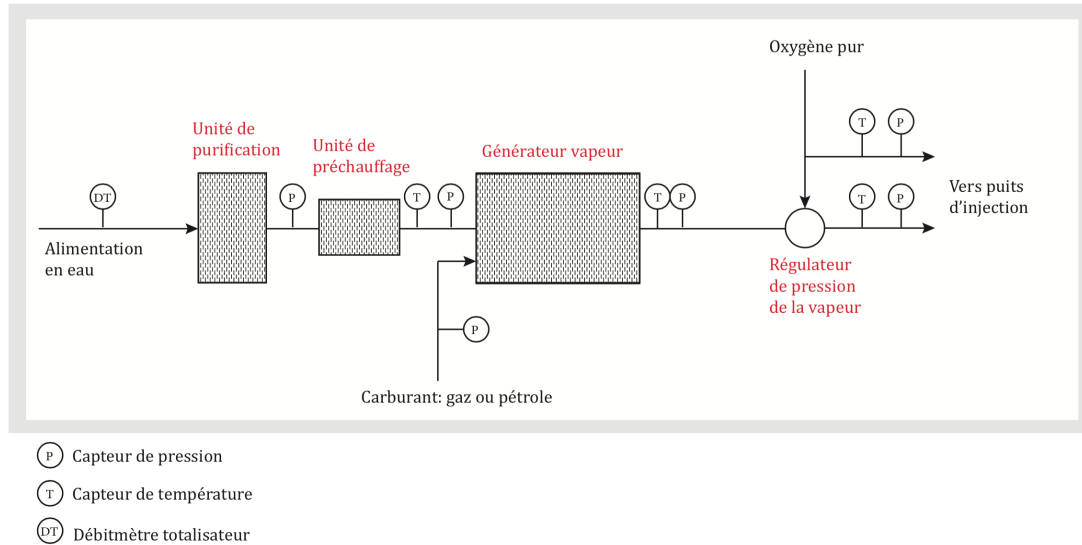 Oxygène pur
T
P
Unité de
purification
Unité de
préchauffage
Générateur vapeur
DT
P
T
P
T
P
T
P
Vers puits
d’injection
Alimentation
en eau
Régulateur
de pression
de la vapeur
P
Carburant: gaz ou pétrole
P Capteur de pression
T Capteur de température
DT Débitmètre totalisateur